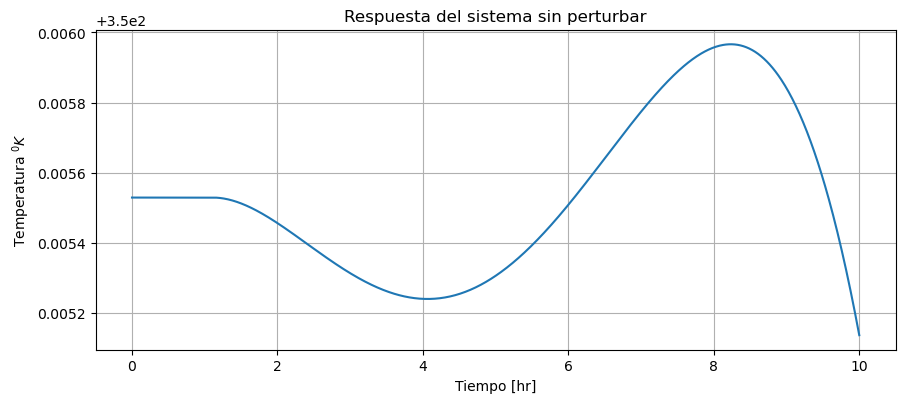 Respuesta del sistema sin perturbar
+3.5e2
0.0060
0.0058
0.0056
0.0054
0.0052
Temperatura ⁰K
0 2 4 6 8 10
Tiempo [hr]